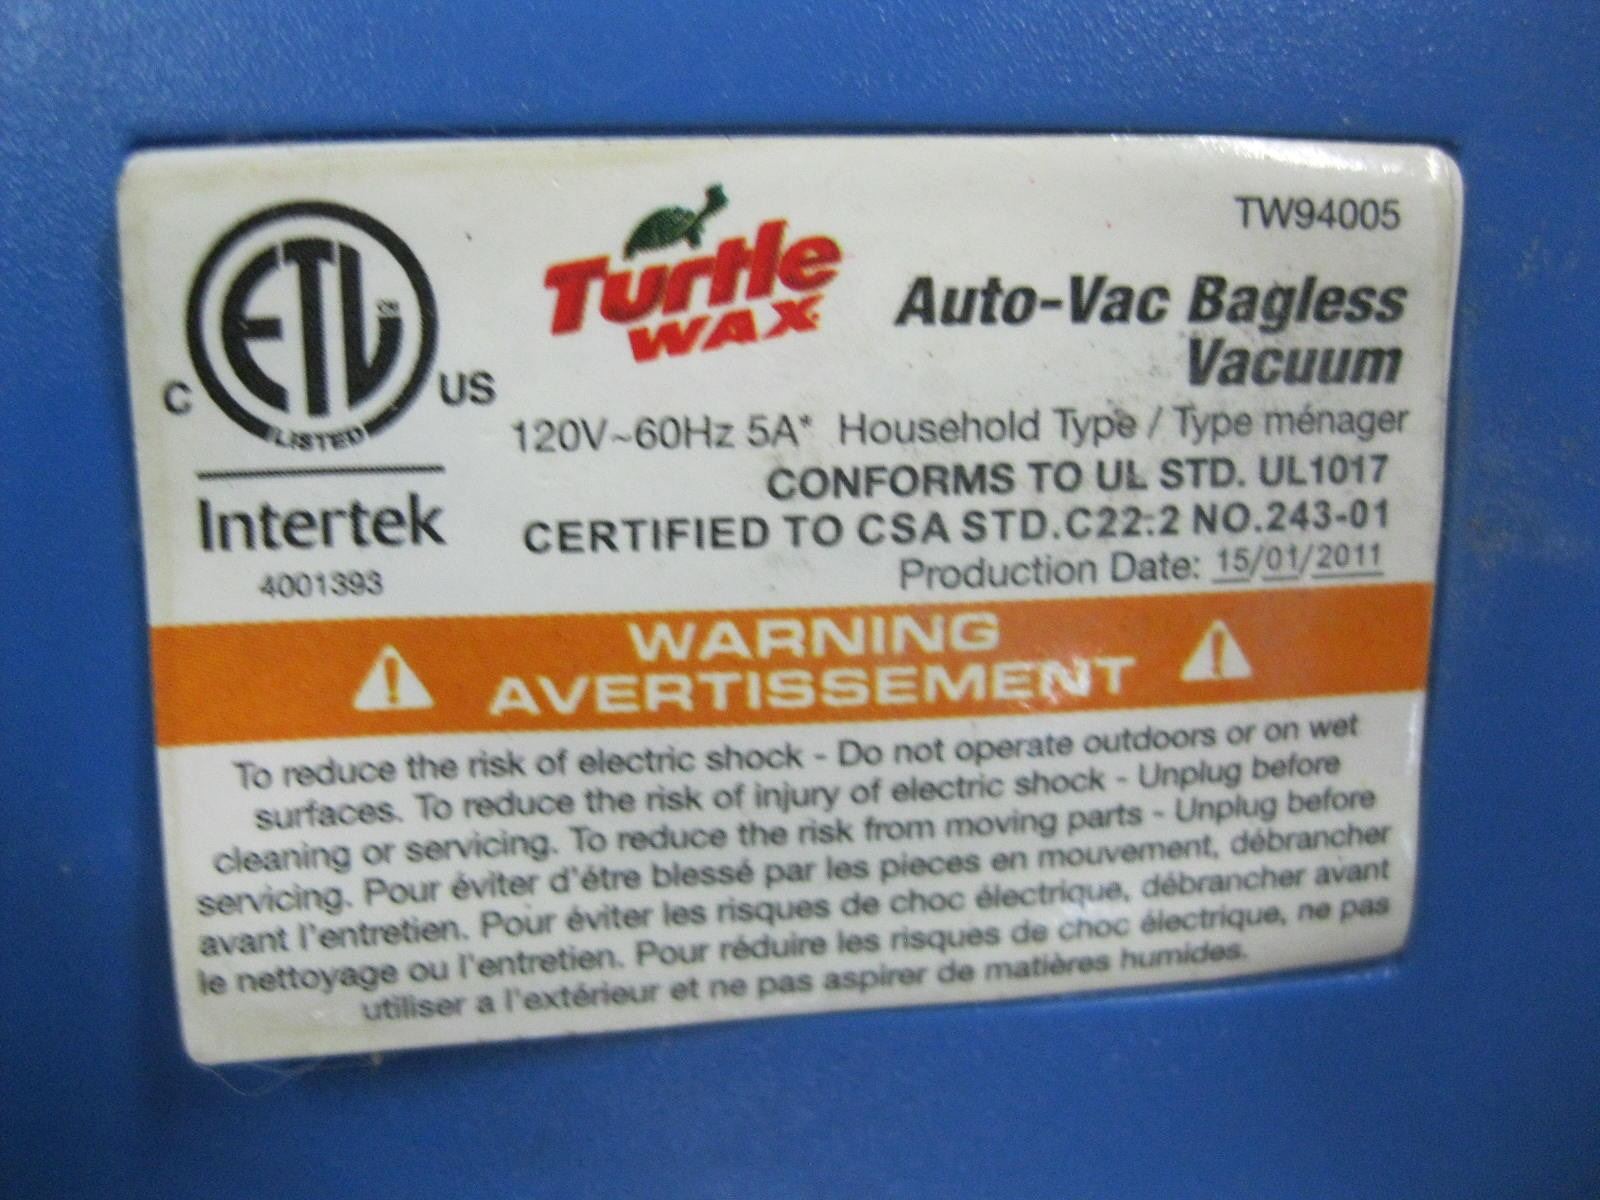 ETL
CM
LISTED
C
US
Intertek
4001393
Turtle
WAX
TW94005
Auto-Vac Bagless
Vacuum
120V~60Hz 5A* Household Type / Type ménager
CONFORMS TO UL STD. UL1017
CERTIFIED TO CSA STD.C22.2 NO.243-01
Production Date: 15/01/2011
WARNING
AVERTISSEMENT
To reduce the risk of electric shock - Do not operate outdoors or on wet
surfaces. To reduce the risk of injury of electric shock - Unplug before
cleaning or servicing. To reduce the risk from moving parts - Unplug before
servicing. Pour éviter d'étre blessé par les pieces en mouvement, débrancher
avant l'entretien. Pour éviter les risques de choc électrique, débrancher avant
le nettoyage ou l'entretien. Pour réduire les risques de choc électrique, ne pas
utiliser a l'extérieur et ne pas aspirer de matières humides.